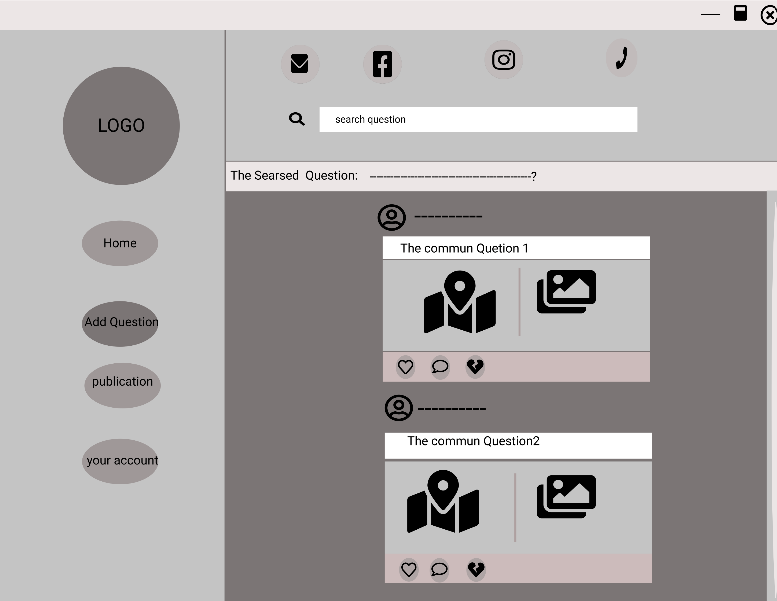 LOGO
Home
Add Question
publication
your account
search question
The Searsed Question: ------------------------------------------?
----------
The commun Quetion 1
----------
The commun Question2